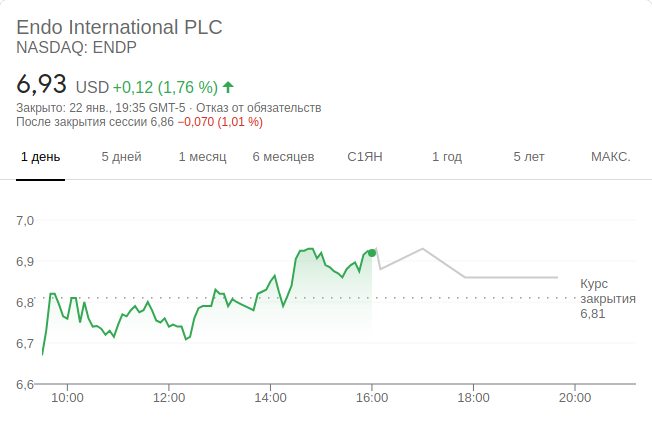 Endo International PLC
NASDAQ: ENDP
6,93 USD +0,12 (1,76 %)
Закрыто: 22 янв., 19:35 GMT-5 · Отказ от обязательств
После закрытия сессии 6,86 −0,070 (1,01 %)
1 день 5 дней 1 месяц 6 месяцев С1ЯН 1 год 5 лет МАКС.
7,0
6,9
6,8
6,7
6,6
Курс
закрытия
6,81
10:00 12:00 14:00 16:00 18:00 20:00